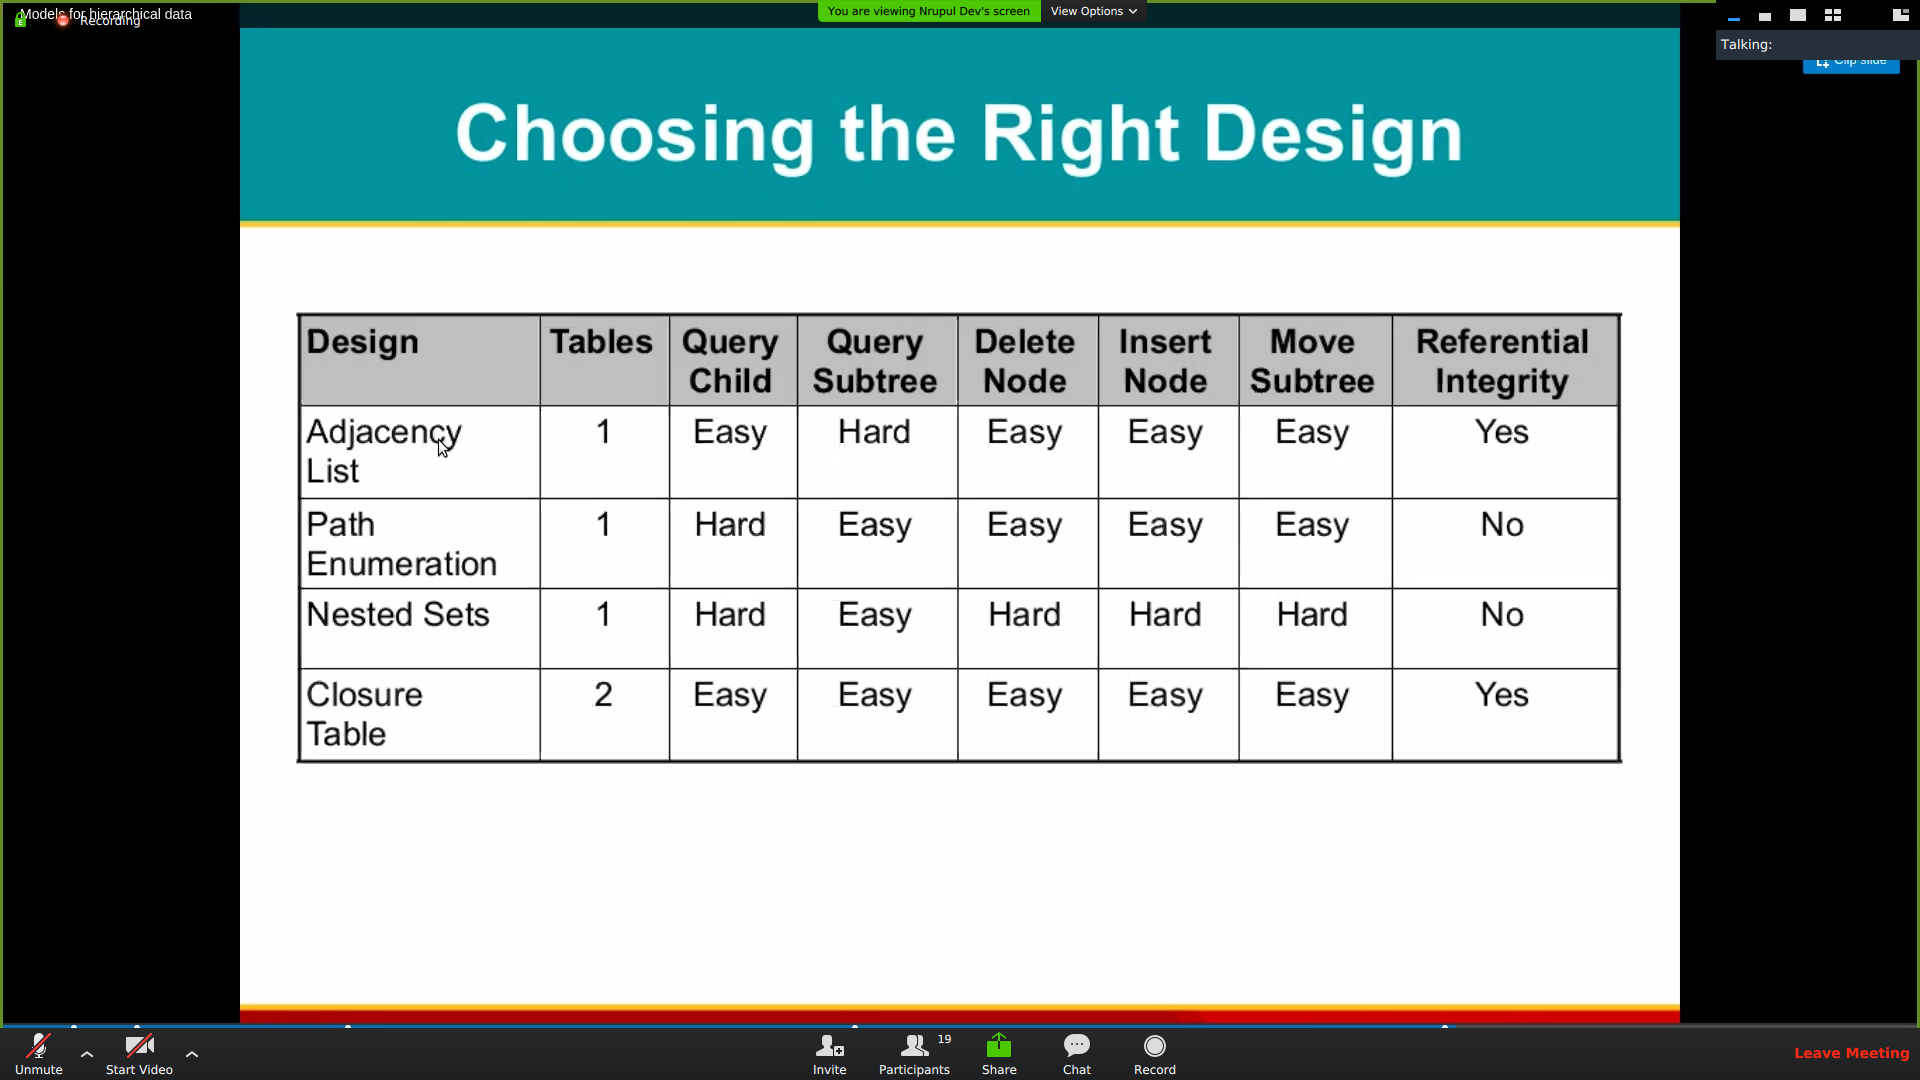 Models for hierarchical data
Recording
You are viewing Nrupul Dev's screen View Options
Talking:
Clip slide
Choosing the Right Design
Design Tables Query Child Query Subtree Delete Node Insert Node Move Subtree Referential Integrity
Adjacency List 1 Easy Hard Easy Easy Easy Yes
Path Enumeration 1 Hard Easy Easy Easy Easy No
Nested Sets 1 Hard Easy Hard Hard Hard No
Closure Table 2 Easy Easy Easy Easy Easy Yes
Unmute Start Video Invite Participants 19 Share Chat Record Leave Meeting